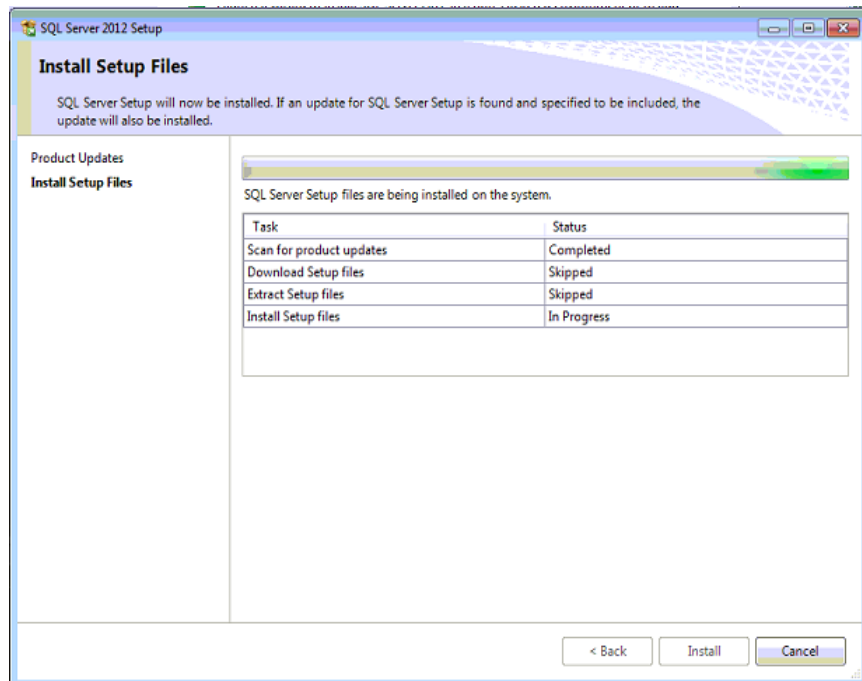 SQL Server 2012 Setup
Install Setup Files
SQL Server Setup will now be installed. If an update for SQL Server Setup is found and specified to be included, the
update will also be installed.
Product Updates
Install Setup Files
SQL Server Setup files are being installed on the system.
Task Status
Scan for product updates Completed
Download Setup files Skipped
Extract Setup files Skipped
Install Setup files In Progress
< Back Install Cancel